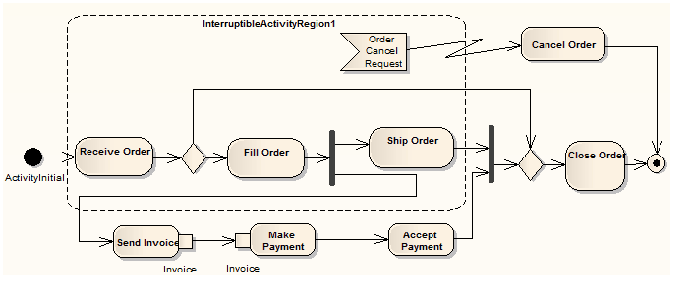 InterruptibleActivityRegion1
Order
Cancel
Request
Cancel Order
Receive Order
Fill Order
Ship Order
Close Order
ActivityInitial
Send Invoice
Make
Payment
Accept
Payment
Invoice
Invoice